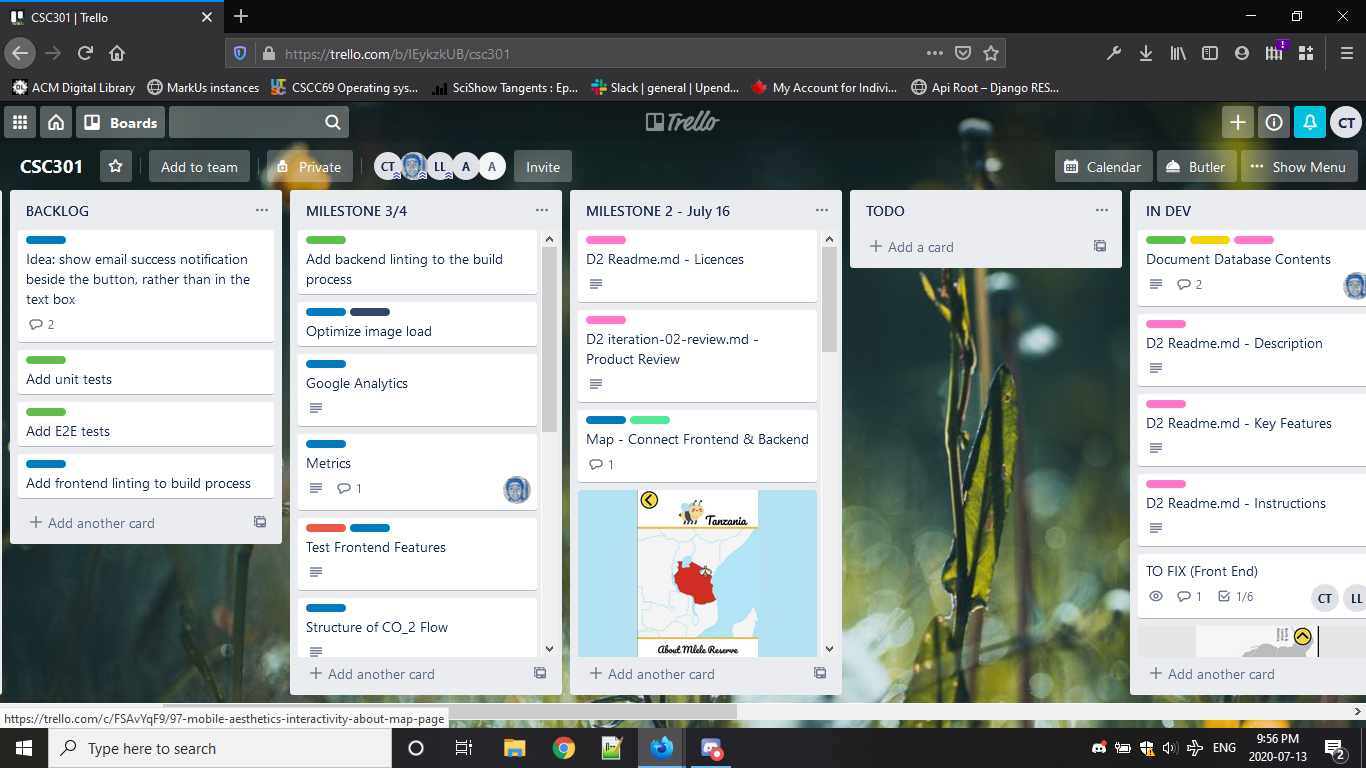 CSC301 | Trello
https://trello.com/b/IEykzkUB/csc301
ACM Digital Library
MarkUs instances
CSCC69 Operating sys...
SciShow Tangents : Ep...
Slack | general | Upend...
My Account for Indivi...
Api Root – Django RES...
Boards
Trello
CT
CSC301
Add to team
Private
CT
LL
A
A
Invite
Calendar
Butler
Show Menu
BACKLOG
Idea: show email success notification
beside the button, rather than in the
text box
2
Add unit tests
Add E2E tests
Add frontend linting to build process
Add another card
MILESTONE 3/4
Add backend linting to the build
process
Optimize image load
Google Analytics
Metrics
1
Test Frontend Features
Structure of CO_2 Flow
Add another card
MILESTONE 2 - July 16
D2 Readme.md - Licences
D2 iteration-02-review.md -
Product Review
Map - Connect Frontend & Backend
1
Tanzania
About Mlele Reserve
Add another card
TODO
Add a card
IN DEV
Document Database Contents
2
D2 Readme.md - Description
D2 Readme.md - Key Features
D2 Readme.md - Instructions
TO FIX (Front End)
1
1/6
CT
LL
Add another card
https://trello.com/c/FSAvYqF9/97-mobile-aesthetics-interactivity-about-map-page
Type here to search
ENG
9:56 PM
2020-07-13
2